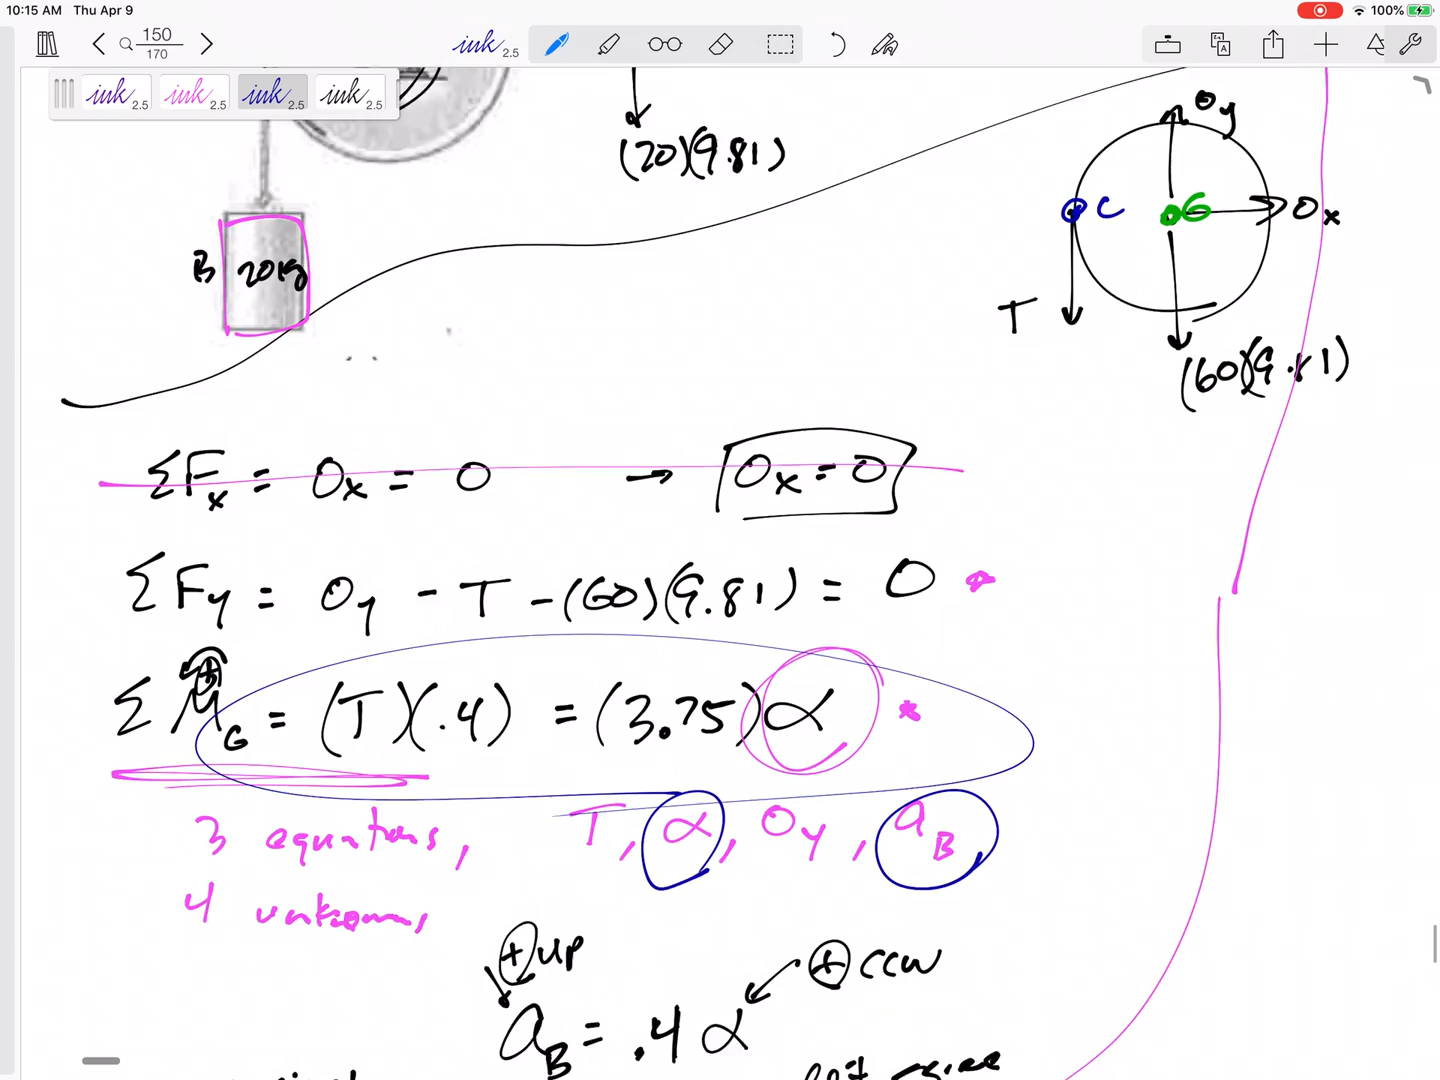 10:15 AM Thu Apr 9
100%
150
170
ink 2.5
ink 2.5
ink 2.5
ink 2.5
ink 2.5
(20)(9.81)
Oy
C
G
Ox
T
(60)(9.81)
B
20kg
ΣFx = Ox = 0 → Ox = 0
ΣFy = Oy - T - (60)(9.81) = 0 *
+
ΣMG = (T)(.4) = (3.75)α *
3 equations, T, α, Oy, aB,
4 unknowns
+ up
+ CCW
aB = .4 α